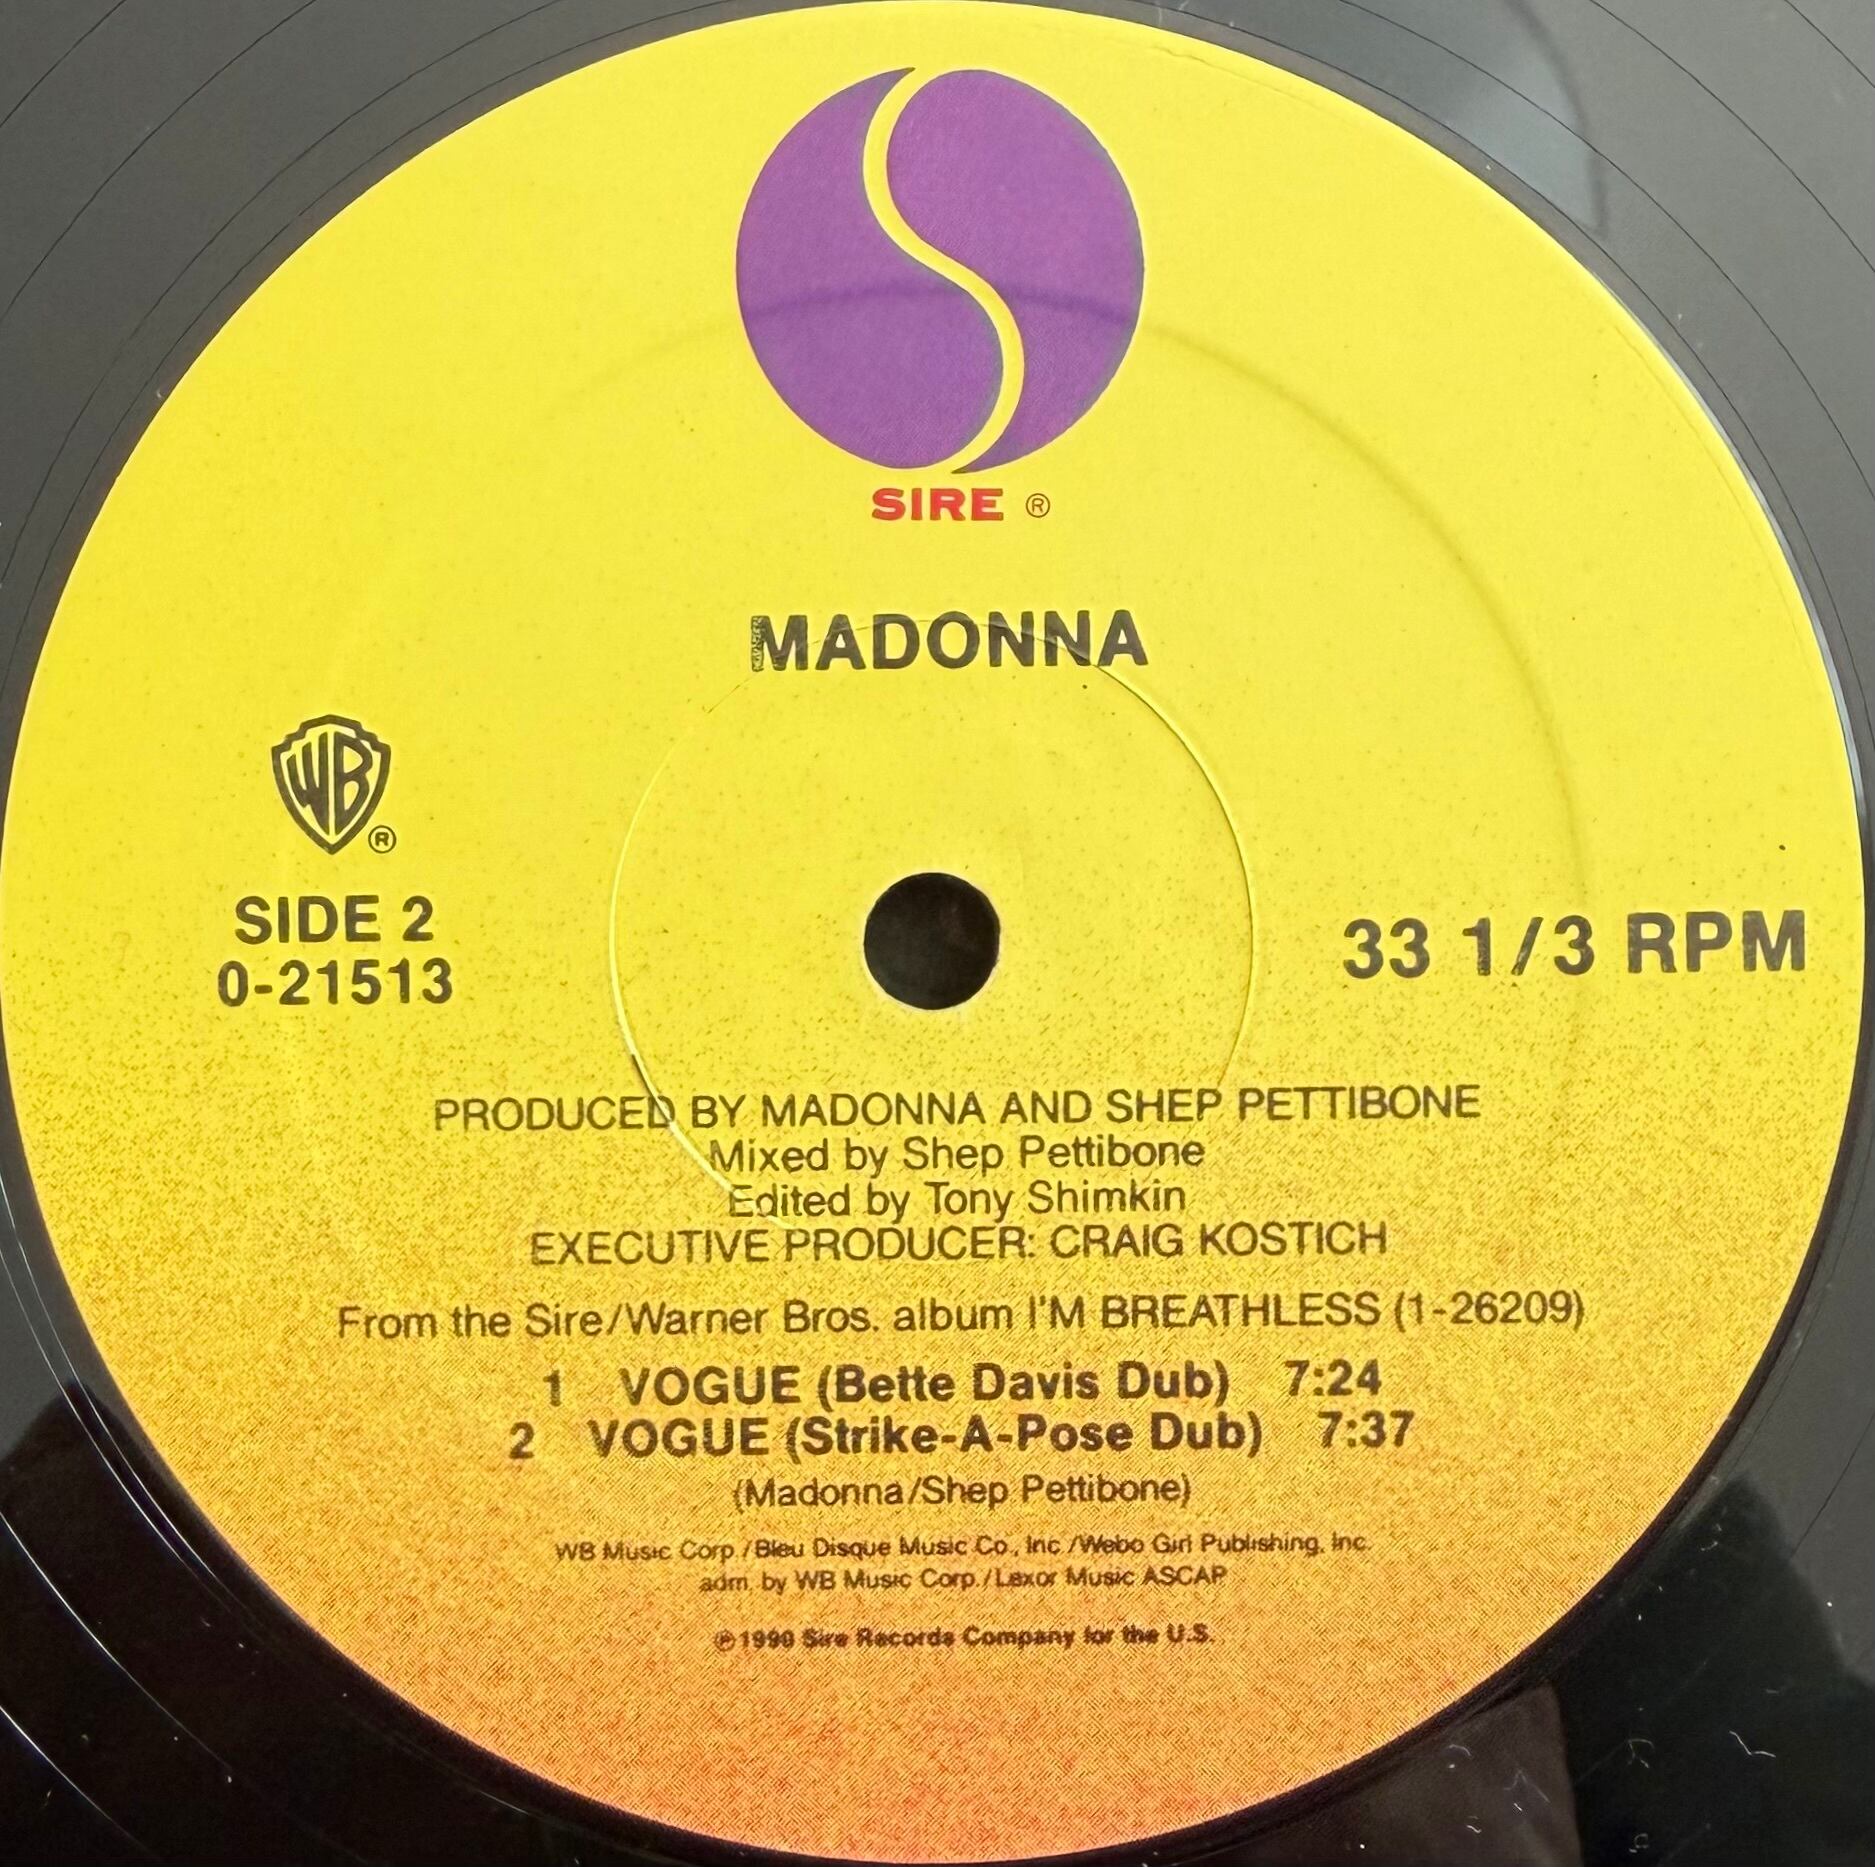 SIRE ®
MADONNA
WB ®
SIDE 2
0-21513
33 1/3 RPM
PRODUCED BY MADONNA AND SHEP PETTIBONE
Mixed by Shep Pettibone
Edited by Tony Shimkin
EXECUTIVE PRODUCER: CRAIG KOSTICH
From the Sire/Warner Bros. album I'M BREATHLESS (1-26209)
1 VOGUE (Bette Davis Dub) 7:24
2 VOGUE (Strike-A-Pose Dub) 7:37
(Madonna/Shep Pettibone)
WB Music Corp./Bleu Disque Music Co., Inc./Webo Girl Publishing, Inc.
adm. by WB Music Corp./Lexor Music ASCAP
℗ 1990 Sire Records Company for the U.S.